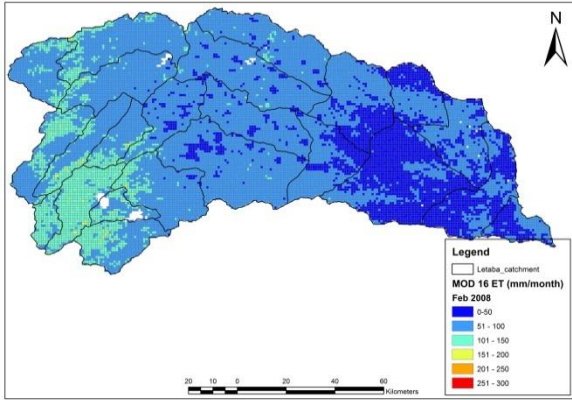 N
Legend
Letaba_catchment
MOD 16 ET (mm/month)
Feb 2008
0-50
51 - 100
101 - 150
151 - 200
201 - 250
251 - 300
20 10 0 20 40 60
Kilometers